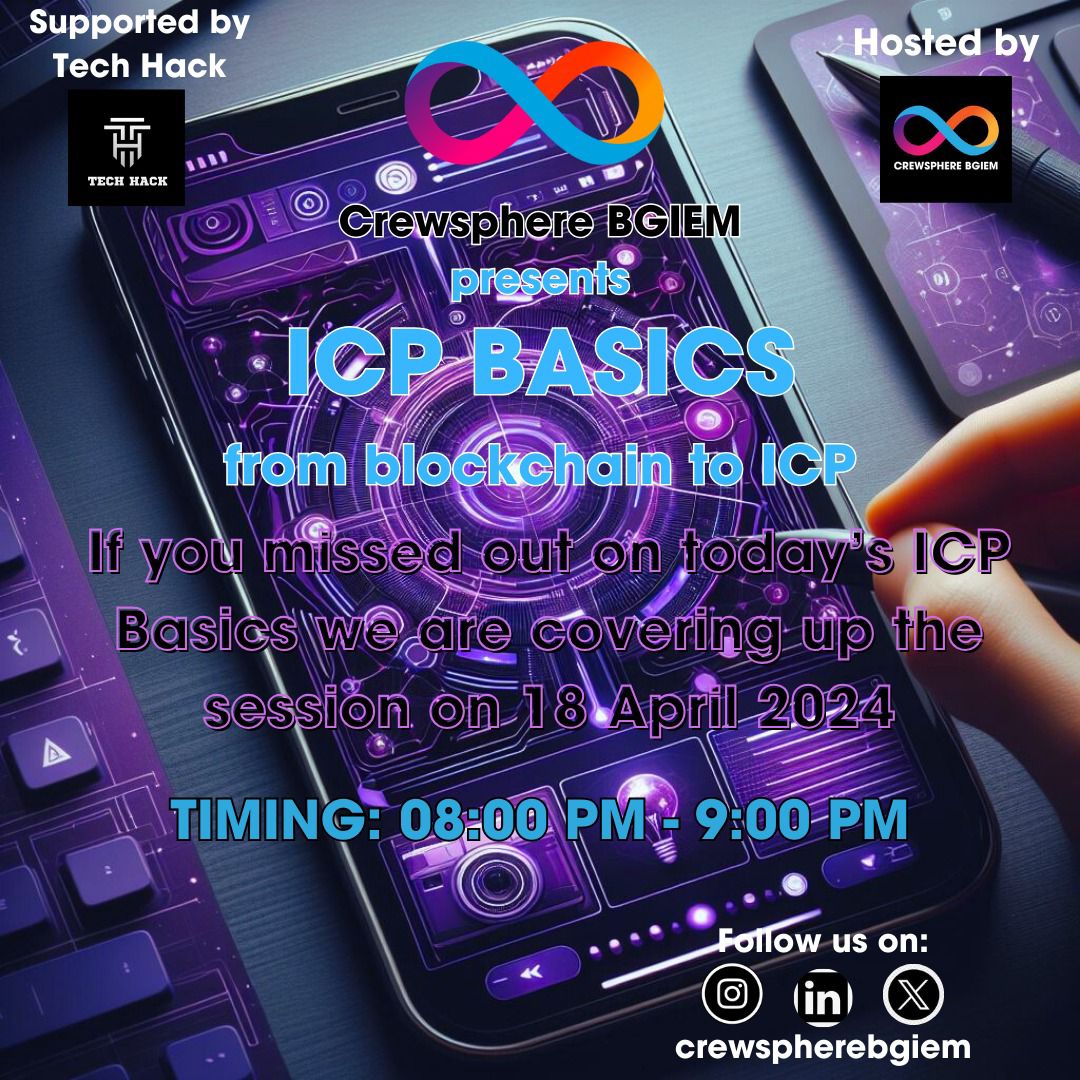 Supported by
Tech Hack
TECH HACK
Hosted by
CREWSPHERE BGIEM
Crewsphere BGIEM
presents
ICP BASICS
from blockchain to ICP
If you missed out on today's ICP
Basics we are covering up the
session on 18 April 2024
TIMING: 08:00 PM - 9:00 PM
Follow us on:
crewspherebgiem